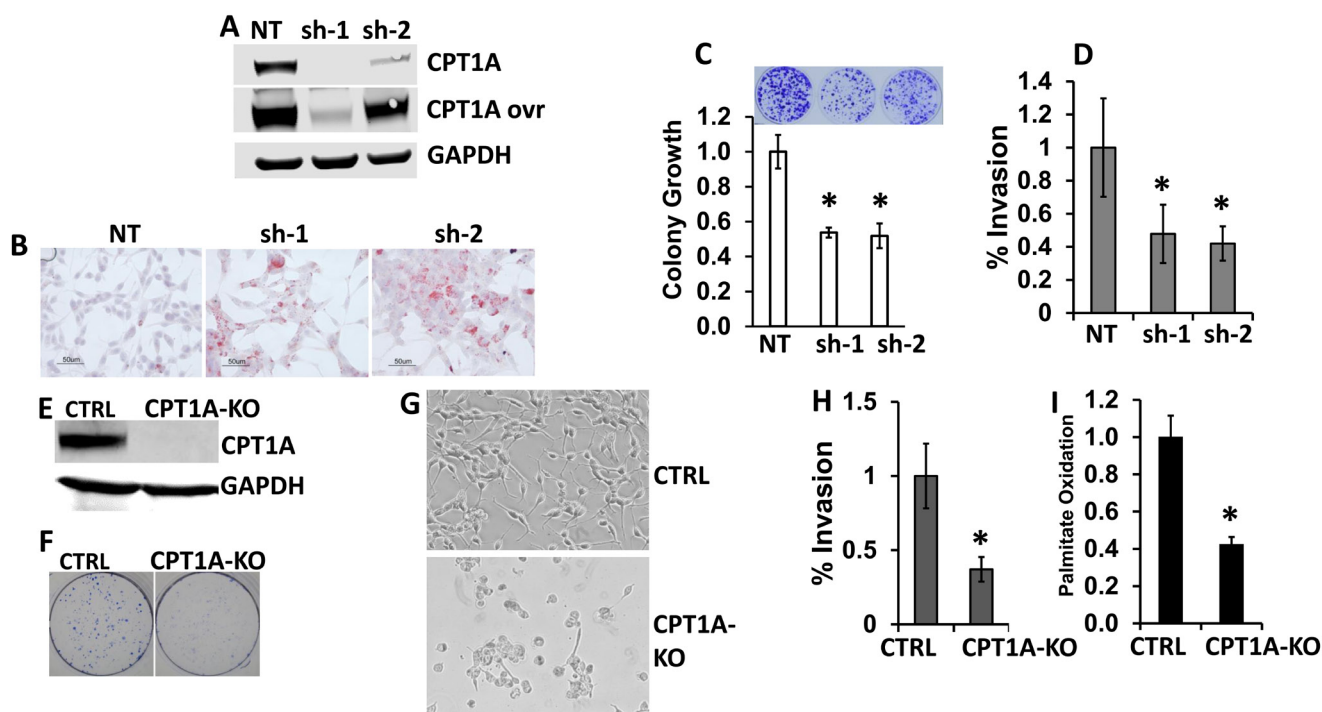 A
NT sh-1 sh-2
CPT1A
CPT1A ovr
GAPDH
B
NT sh-1 sh-2
50um 50um 50um
C
Colony Growth
1.2
1.0
0.8
0.6
0.4
0.2
0.0
* *
NT sh-1 sh-2
D
% Invasion
1.4
1.2
1
0.8
0.6
0.4
0.2
0
* *
NT sh-1 sh-2
E
CTRL CPT1A-KO
CPT1A
GAPDH
F
CTRL CPT1A-KO
G
CTRL
CPT1A-
KO
H
% Invasion
1.5
1
0.5
0
*
CTRL CPT1A-KO
I
Palmitate Oxidation
1.2
1.0
0.8
0.6
0.4
0.2
0.0
*
CTRL CPT1A-KO